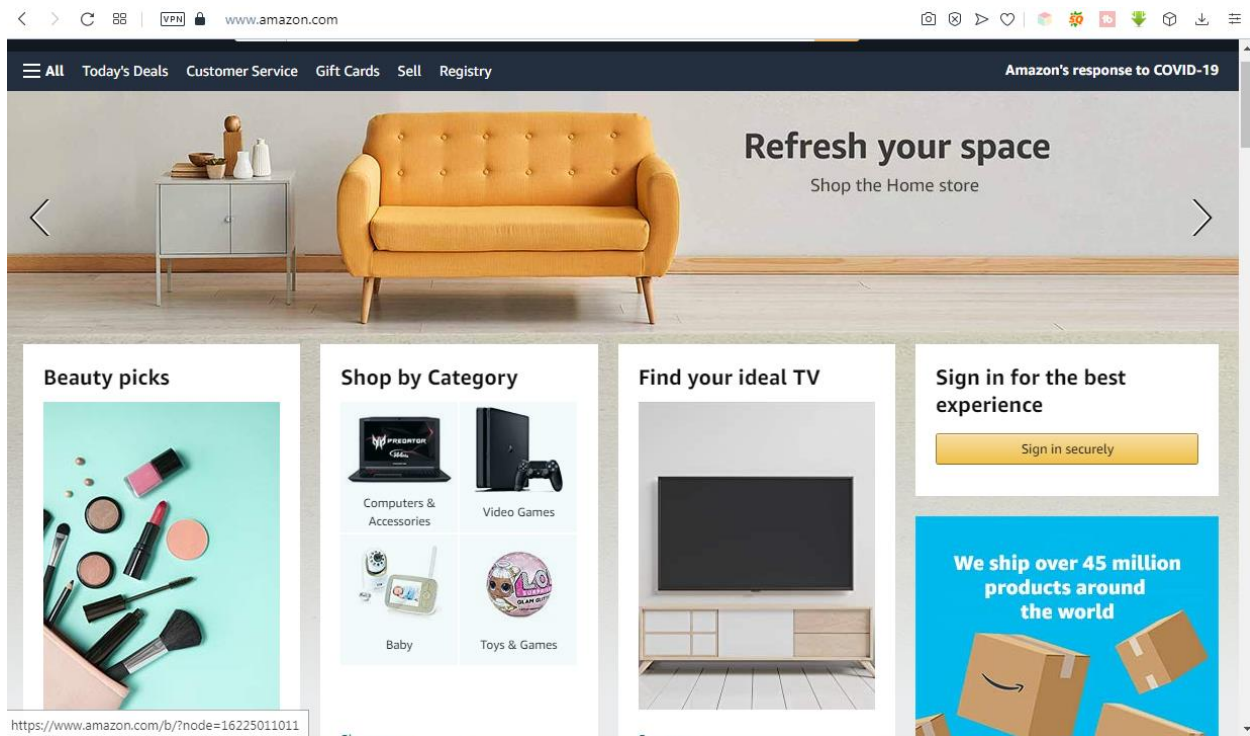 VPN www.amazon.com
All Today's Deals Customer Service Gift Cards Sell Registry Amazon's response to COVID-19
Refresh your space
Shop the Home store
Beauty picks
Shop by Category
PREDATOR
Computers &
Accessories
Video Games
Baby
L.O.L.
SURPRISE
Toys & Games
Find your ideal TV
Sign in for the best
experience
Sign in securely
We ship over 45 million
products around
the world
https://www.amazon.com/b/?node=16225011011